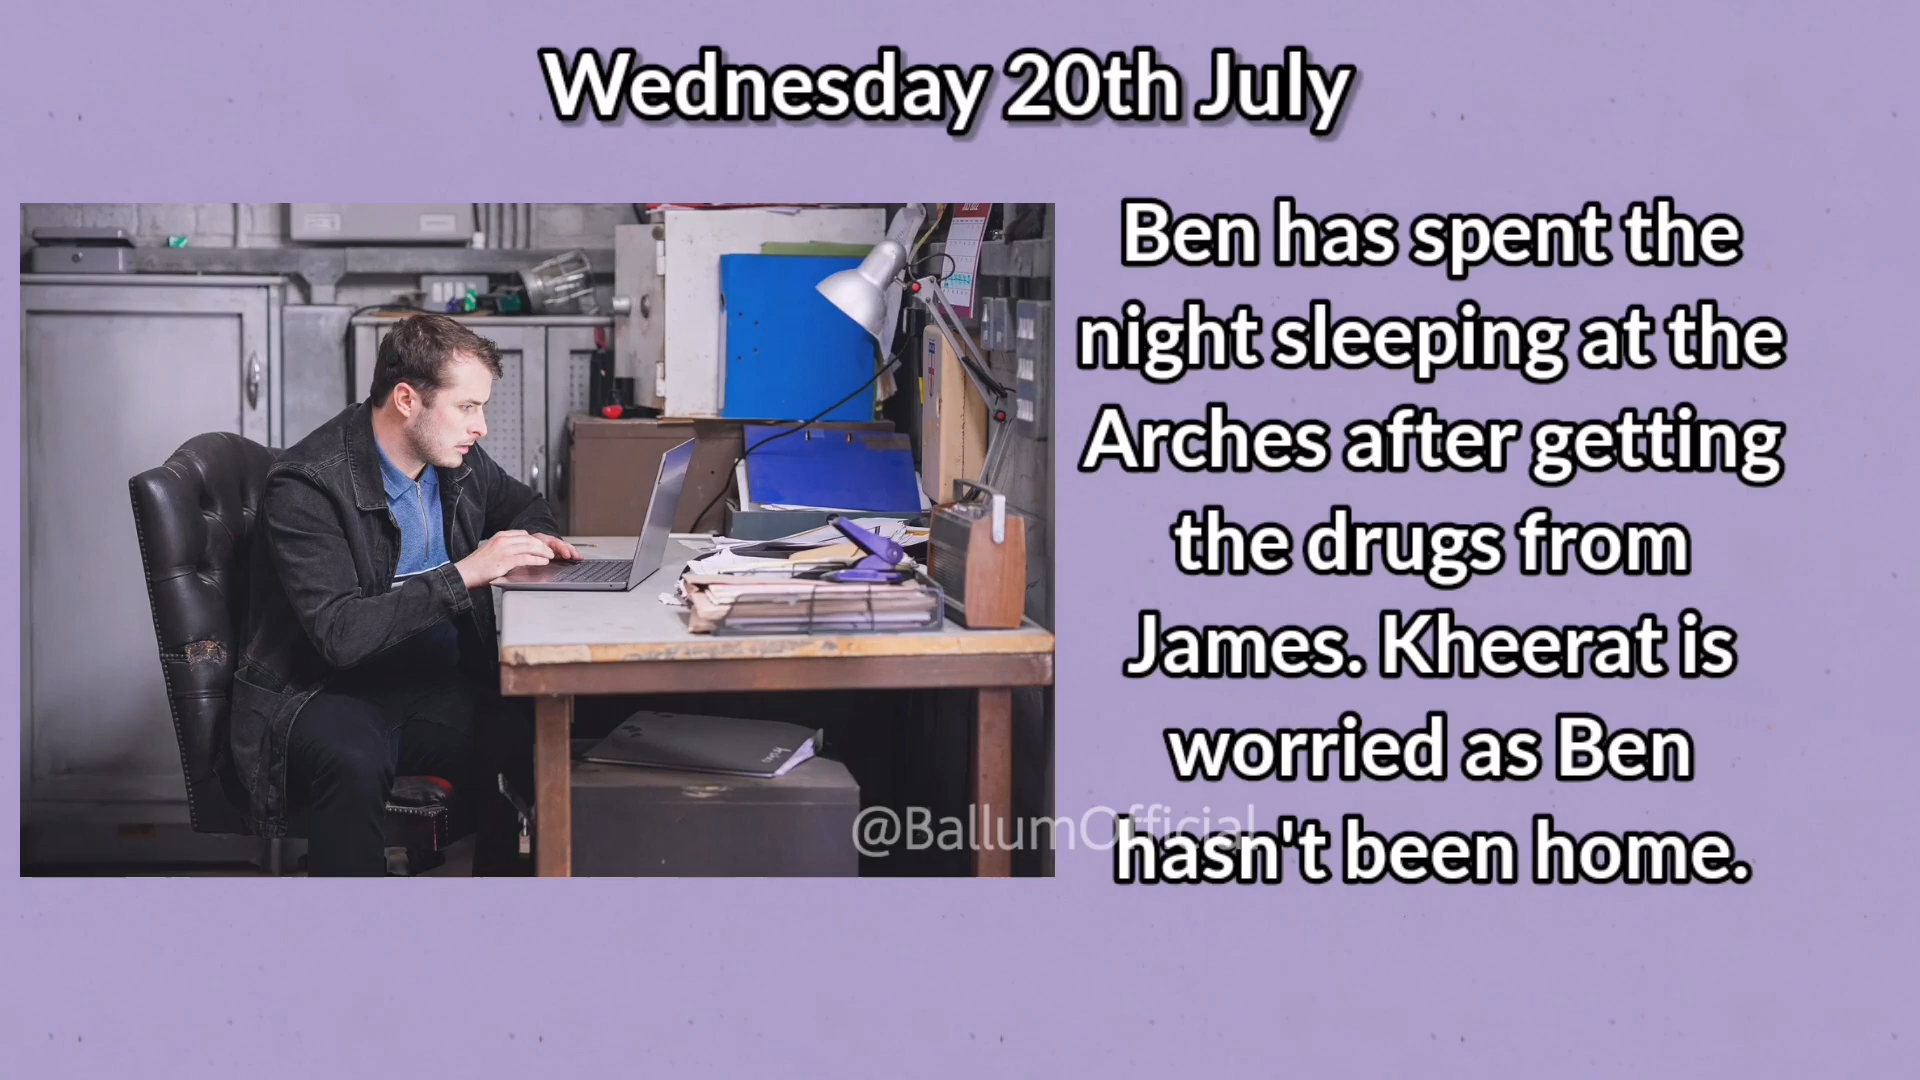 Wednesday 20th July
Ben has spent the
night sleeping at the
Arches after getting
the drugs from
James. Kheerat is
worried as Ben
hasn't been home.
@BallumOfficial